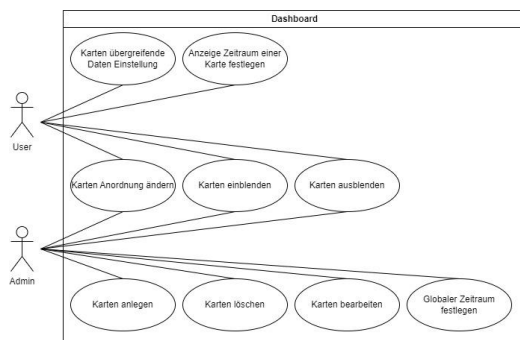 Dashboard
Karten übergreifende
Daten Einstellung
Anzeige Zeitraum einer
Karte festlegen
User
Karten Anordnung ändern
Karten einblenden
Karten ausblenden
Admin
Karten anlegen
Karten löschen
Karten bearbeiten
Globaler Zeitraum
festlegen